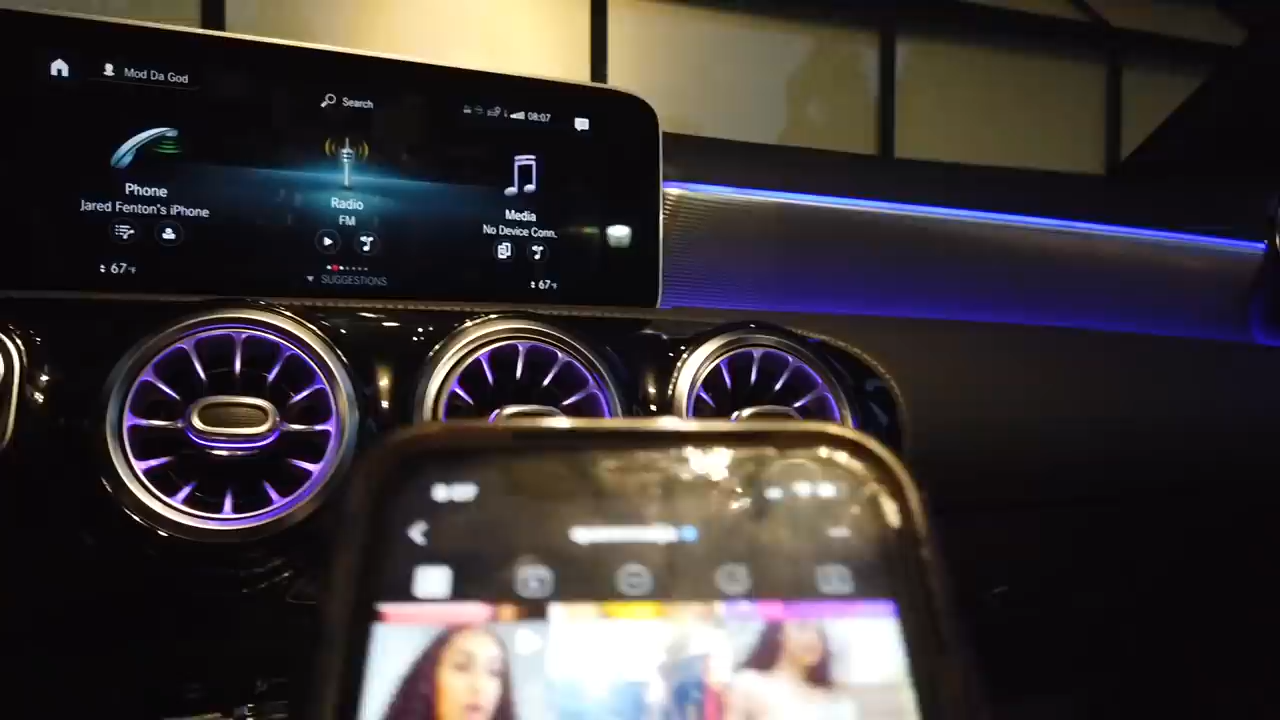 Mod Da God
Search
08:07
Phone
Jared Fenton's iPhone
Radio
FM
Media
No Device Conn.
67°F
SUGGESTIONS
67°F